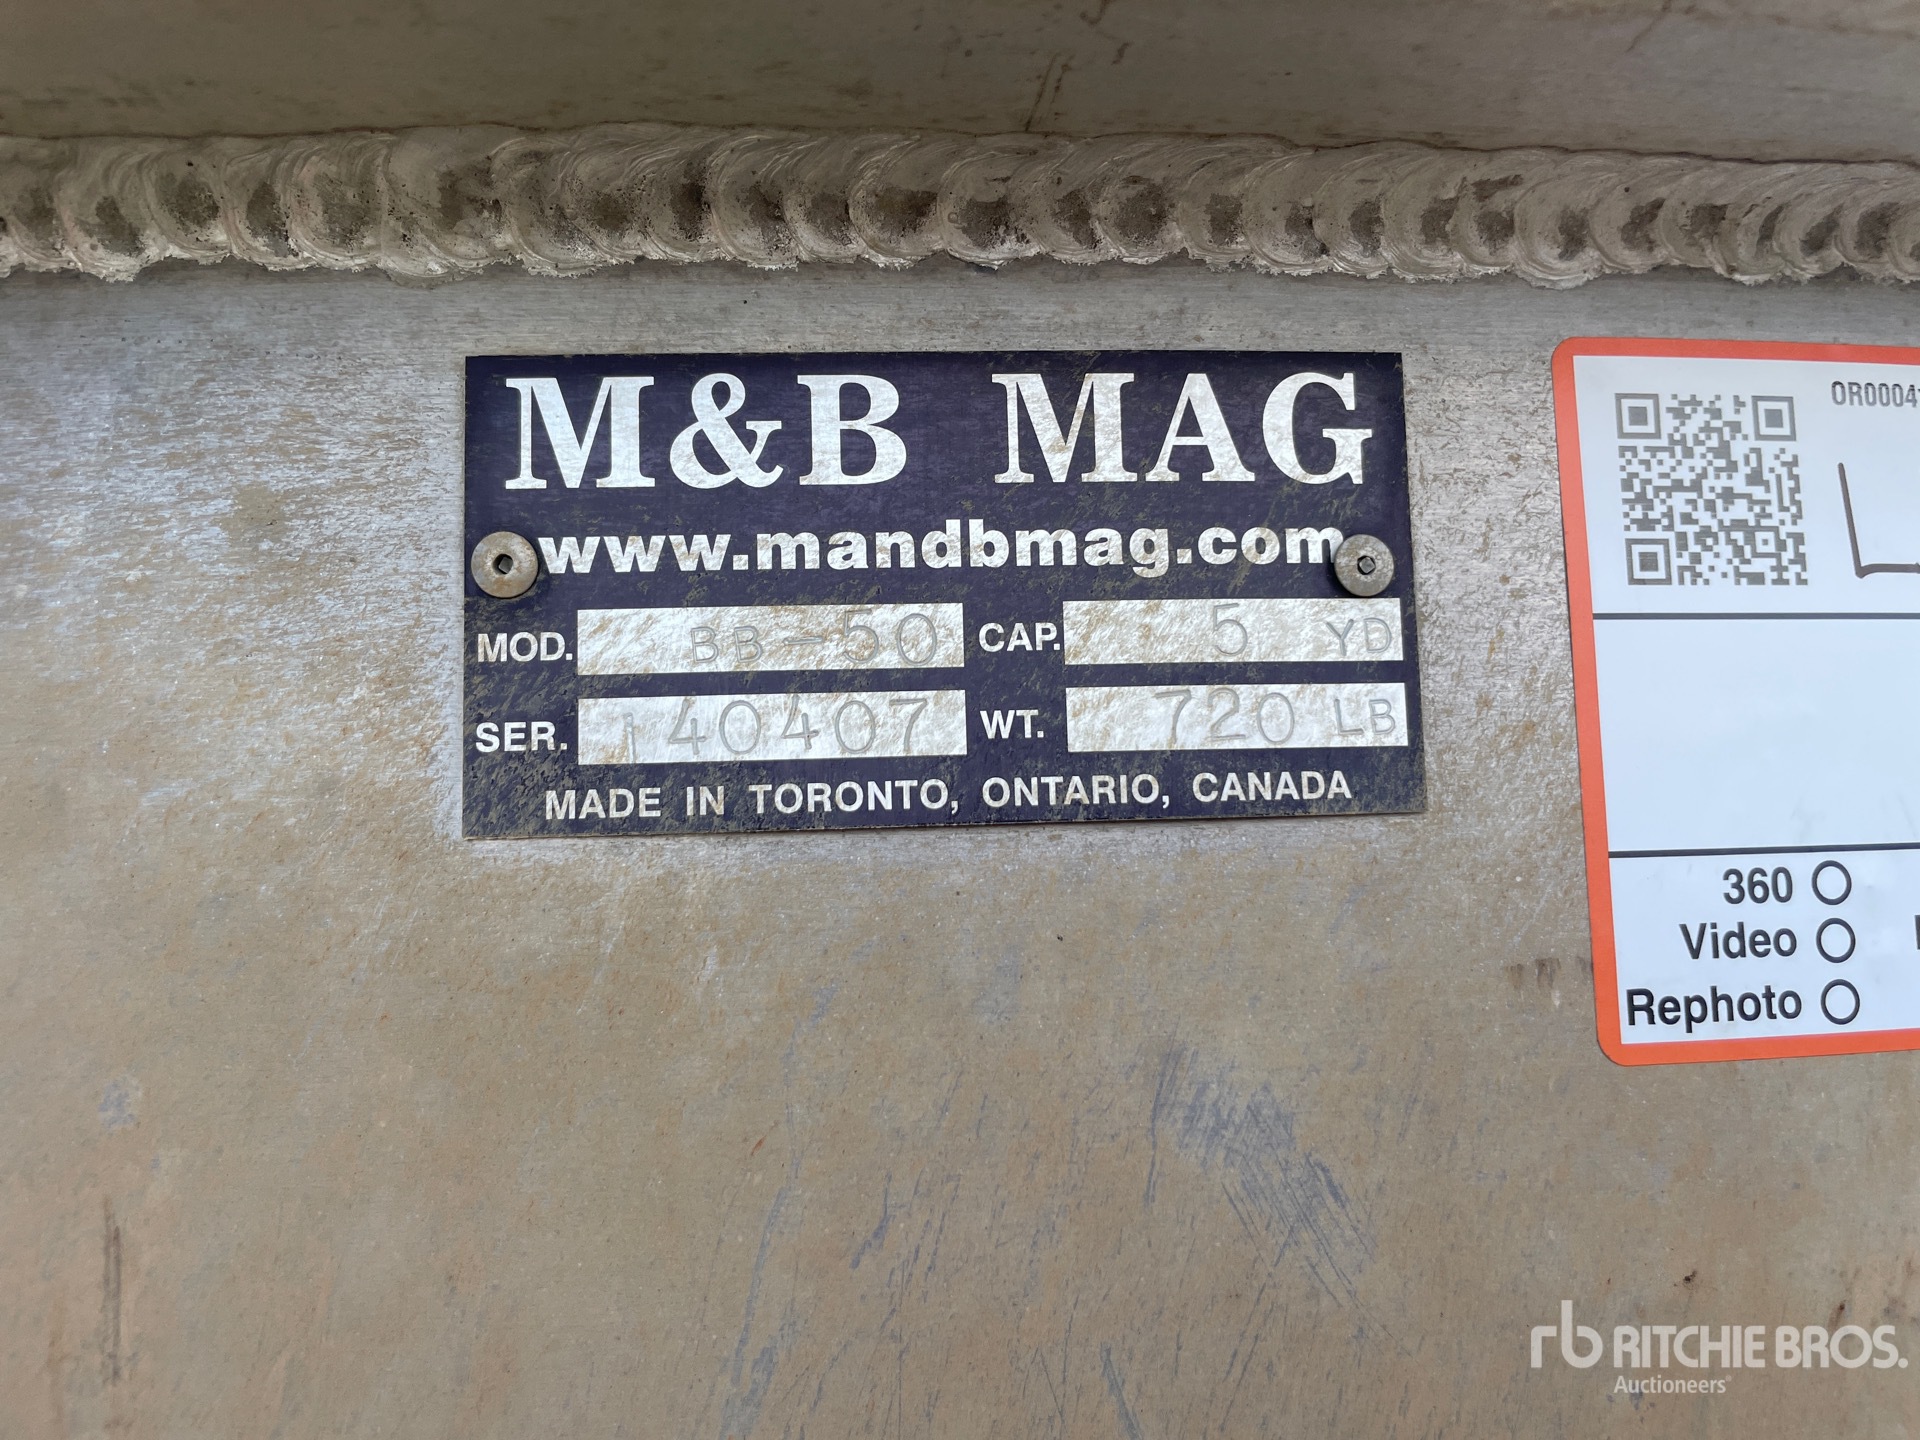 M&B MAG
www.mandbmag.com
MOD. BB-50 CAP. 5 YD
SER. 140407 WT. 720 LB
MADE IN TORONTO, ONTARIO, CANADA
360
Video
Rephoto
rb RITCHIE BROS.
Auctioneers